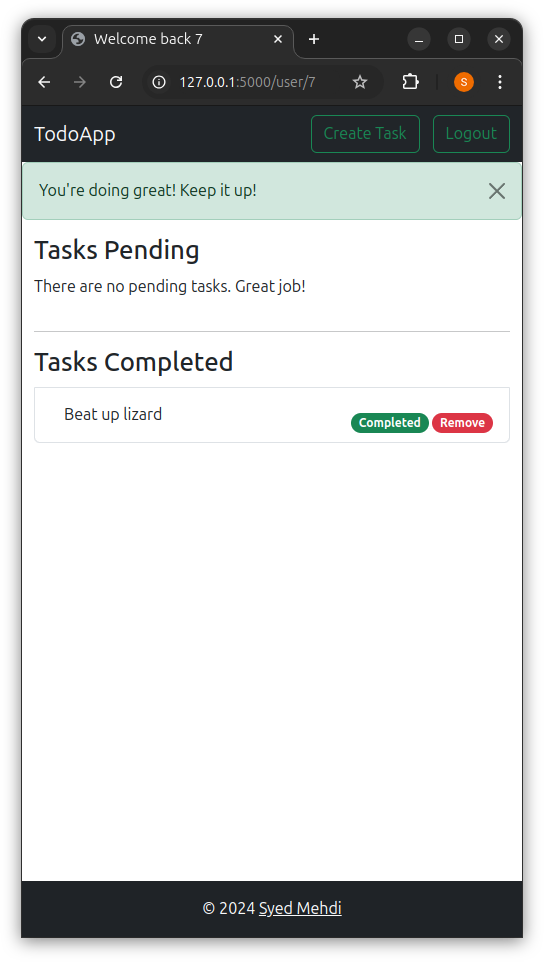 Welcome back 7
127.0.0.1:5000/user/7
S
TodoApp
Create Task
Logout
You're doing great! Keep it up!
Tasks Pending
There are no pending tasks. Great job!
Tasks Completed
Beat up lizard
Completed Remove
© 2024 Syed Mehdi